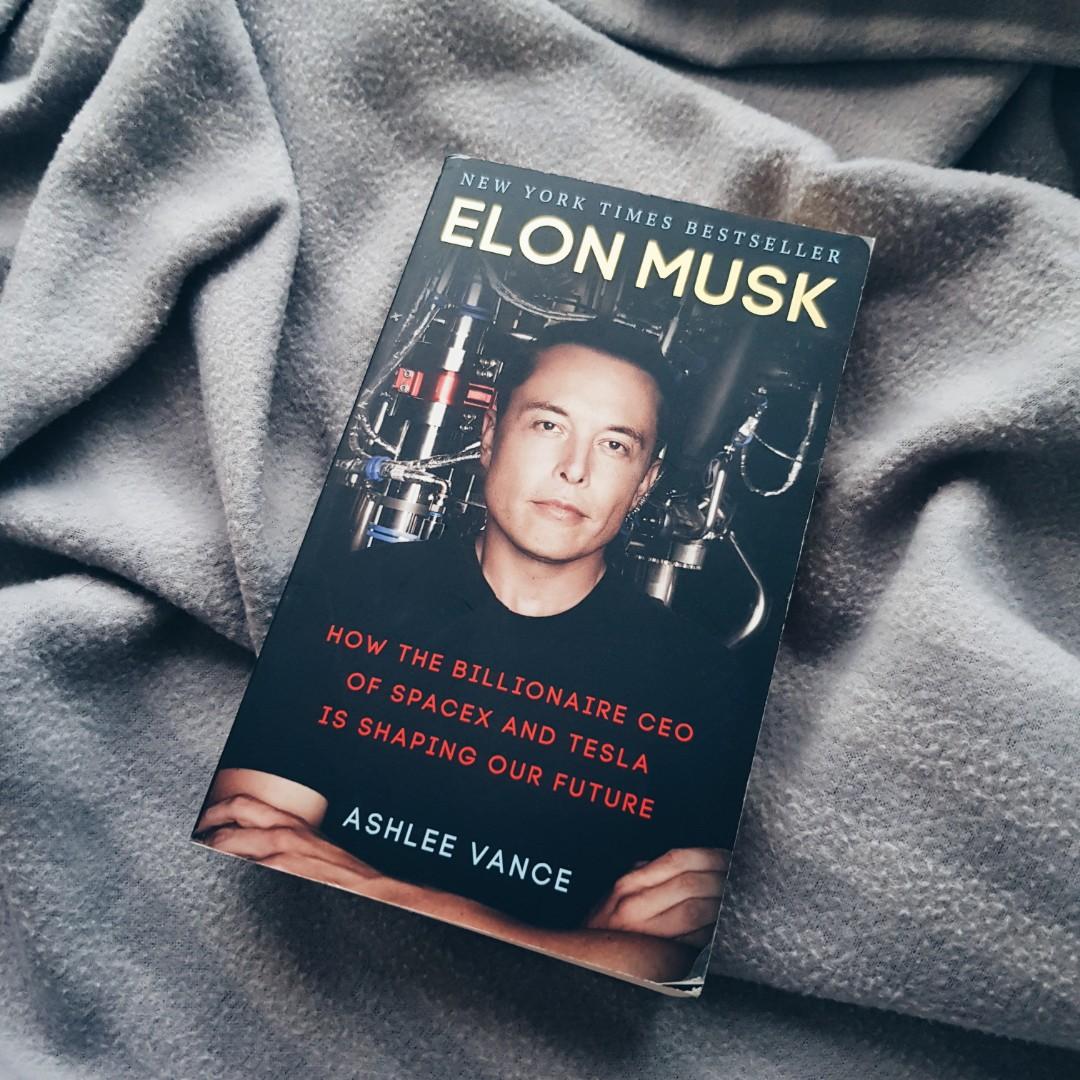 NEW YORK TIMES BESTSELLER
ELON MUSK
HOW THE BILLIONAIRE CEO
OF SPACEX AND TESLA
IS SHAPING OUR FUTURE
ASHLEE VANCE